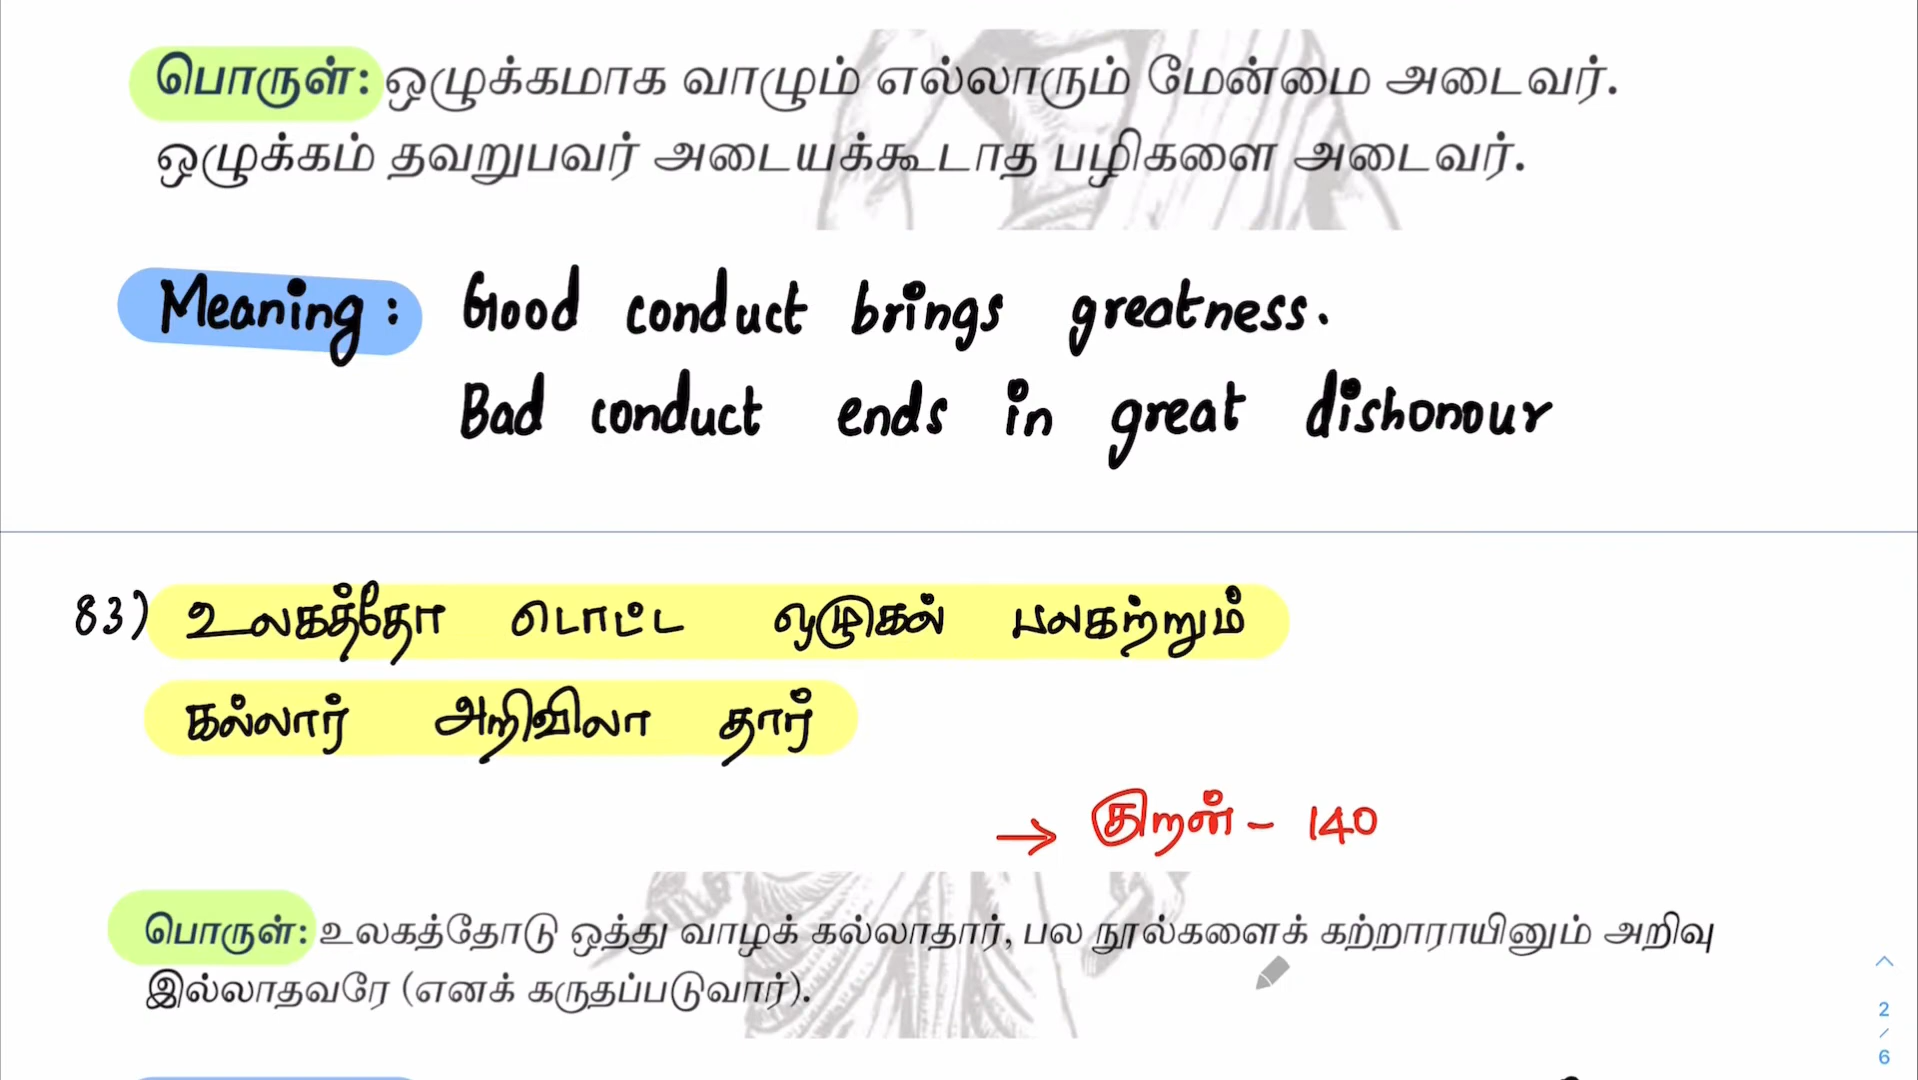 பொருள்: ஒழுக்கமாக வாழும் எல்லாரும் மேன்மை அடைவர்.
ஒழுக்கம் தவறுபவர் அடையக்கூடாத பழிகளை அடைவர்.
Meaning: Good conduct brings greatness.
Bad conduct ends in great dishonour
83) உலகத்தோ டொட்ட ஒழுகல் பலகற்றும்
கல்லார் அறிவிலா தார்
→ குறள் - 140
பொருள்: உலகத்தோடு ஒத்து வாழக் கல்லாதார், பல நூல்களைக் கற்றாராயினும் அறிவு
இல்லாதவரே (எனக் கருதப்படுவார்).
2
/
6